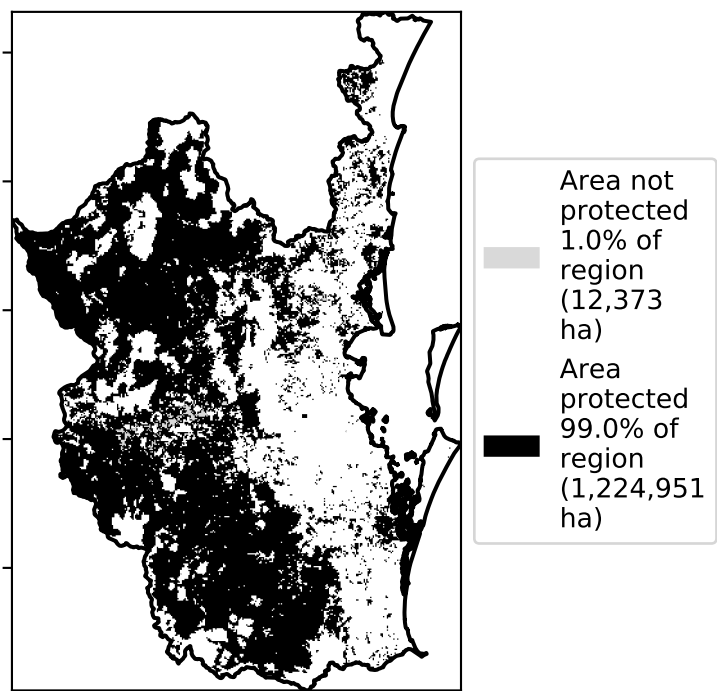 Area not
protected
1.0% of
region
(12,373
ha)
Area
protected
99.0% of
region
(1,224,951
ha)